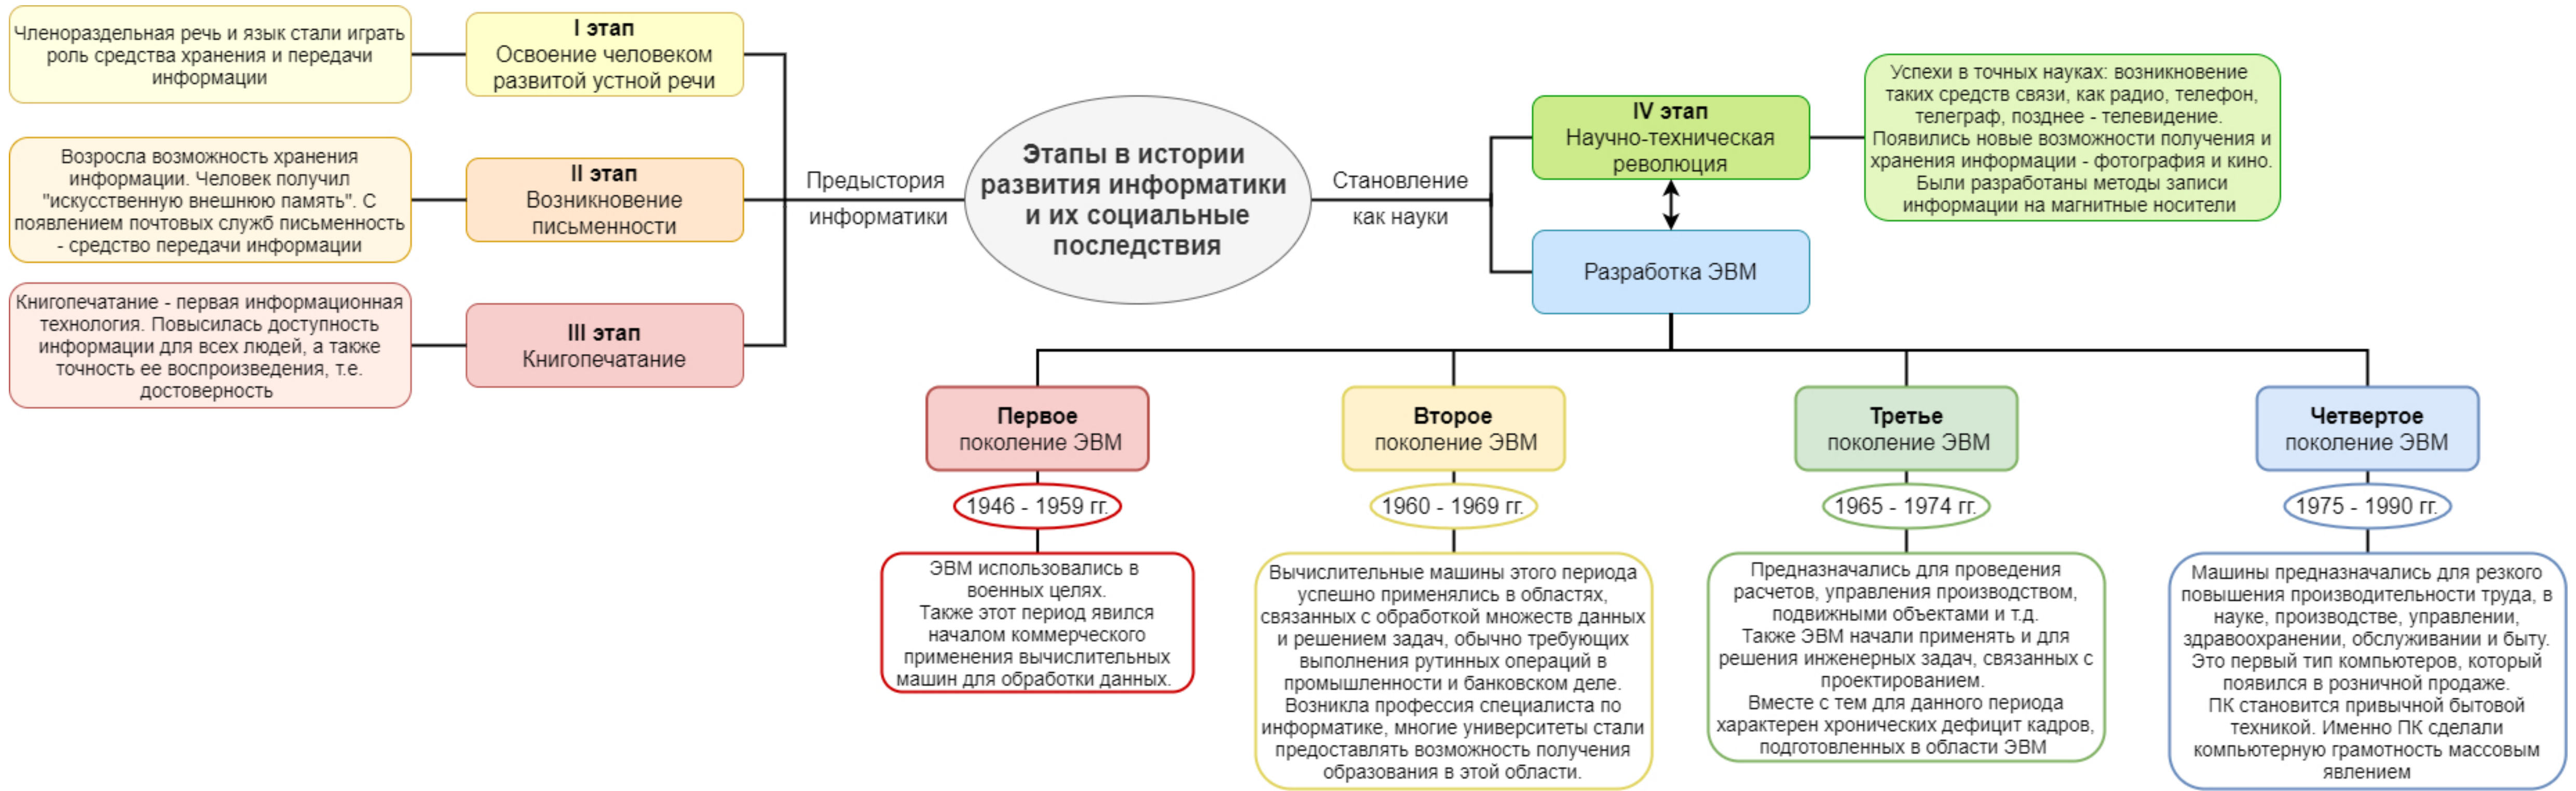 Членораздельная речь и язык стали играть
роль средства хранения и передачи
информации
I этап
Освоение человеком
развитой устной речи
Возросла возможность хранения
информации. Человек получил
"искусственную внешнюю память". С
появлением почтовых служб письменность
- средство передачи информации
II этап
Возникновение
письменности
Книгопечатание - первая информационная
технология. Повысилась доступность
информации для всех людей, а также
точность ее воспроизведения, т.е.
достоверность
III этап
Книгопечатание
Предыстория
информатики
Этапы в истории
развития информатики
и их социальные
последствия
Становление
как науки
IV этап
Научно-техническая
революция
Успехи в точных науках: возникновение
таких средств связи, как радио, телефон,
телеграф, позднее - телевидение.
Появились новые возможности получения и
хранения информации - фотография и кино.
Были разработаны методы записи
информации на магнитные носители
Разработка ЭВМ
Первое
поколение ЭВМ
1946 - 1959 гг.
ЭВМ использовались в
военных целях.
Также этот период явился
началом коммерческого
применения вычислительных
машин для обработки данных.
Второе
поколение ЭВМ
1960 - 1969 гг.
Вычислительные машины этого периода
успешно применялись в областях,
связанных с обработкой множеств данных
и решением задач, обычно требующих
выполнения рутинных операций в
промышленности и банковском деле.
Возникла профессия специалиста по
информатике, многие университеты стали
предоставлять возможность получения
образования в этой области.
Третье
поколение ЭВМ
1965 - 1974 гг.
Предназначались для проведения
расчетов, управления производством,
подвижными объектами и т.д.
Также ЭВМ начали применять и для
решения инженерных задач, связанных с
проектированием.
Вместе с тем для данного периода
характерен хронических дефицит кадров,
подготовленных в области ЭВМ
Четвертое
поколение ЭВМ
1975 - 1990 гг.
Машины предназначались для резкого
повышения производительности труда, в
науке, производстве, управлении,
здравоохранении, обслуживании и быту.
Это первый тип компьютеров, который
появился в розничной продаже.
ПК становится привычной бытовой
техникой. Именно ПК сделали
компьютерную грамотность массовым
явлением